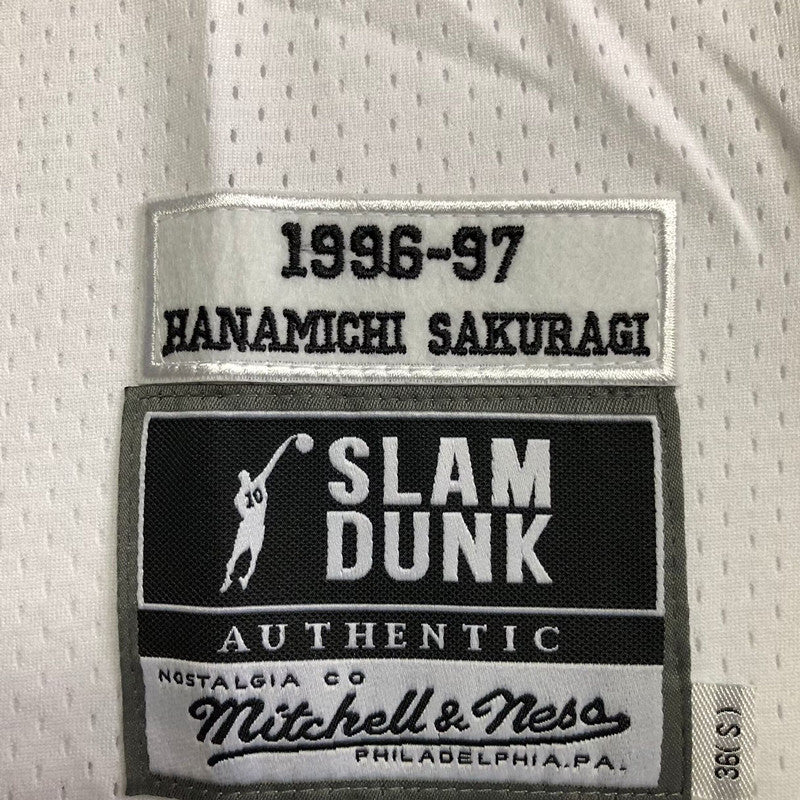 1996-97
HANAMICHI SAKURAGI
10
SLAM
DUNK
AUTHENTIC
NOSTALGIA CO
Mitchell & Ness
PHILADELPHIA.PA.
36(S)